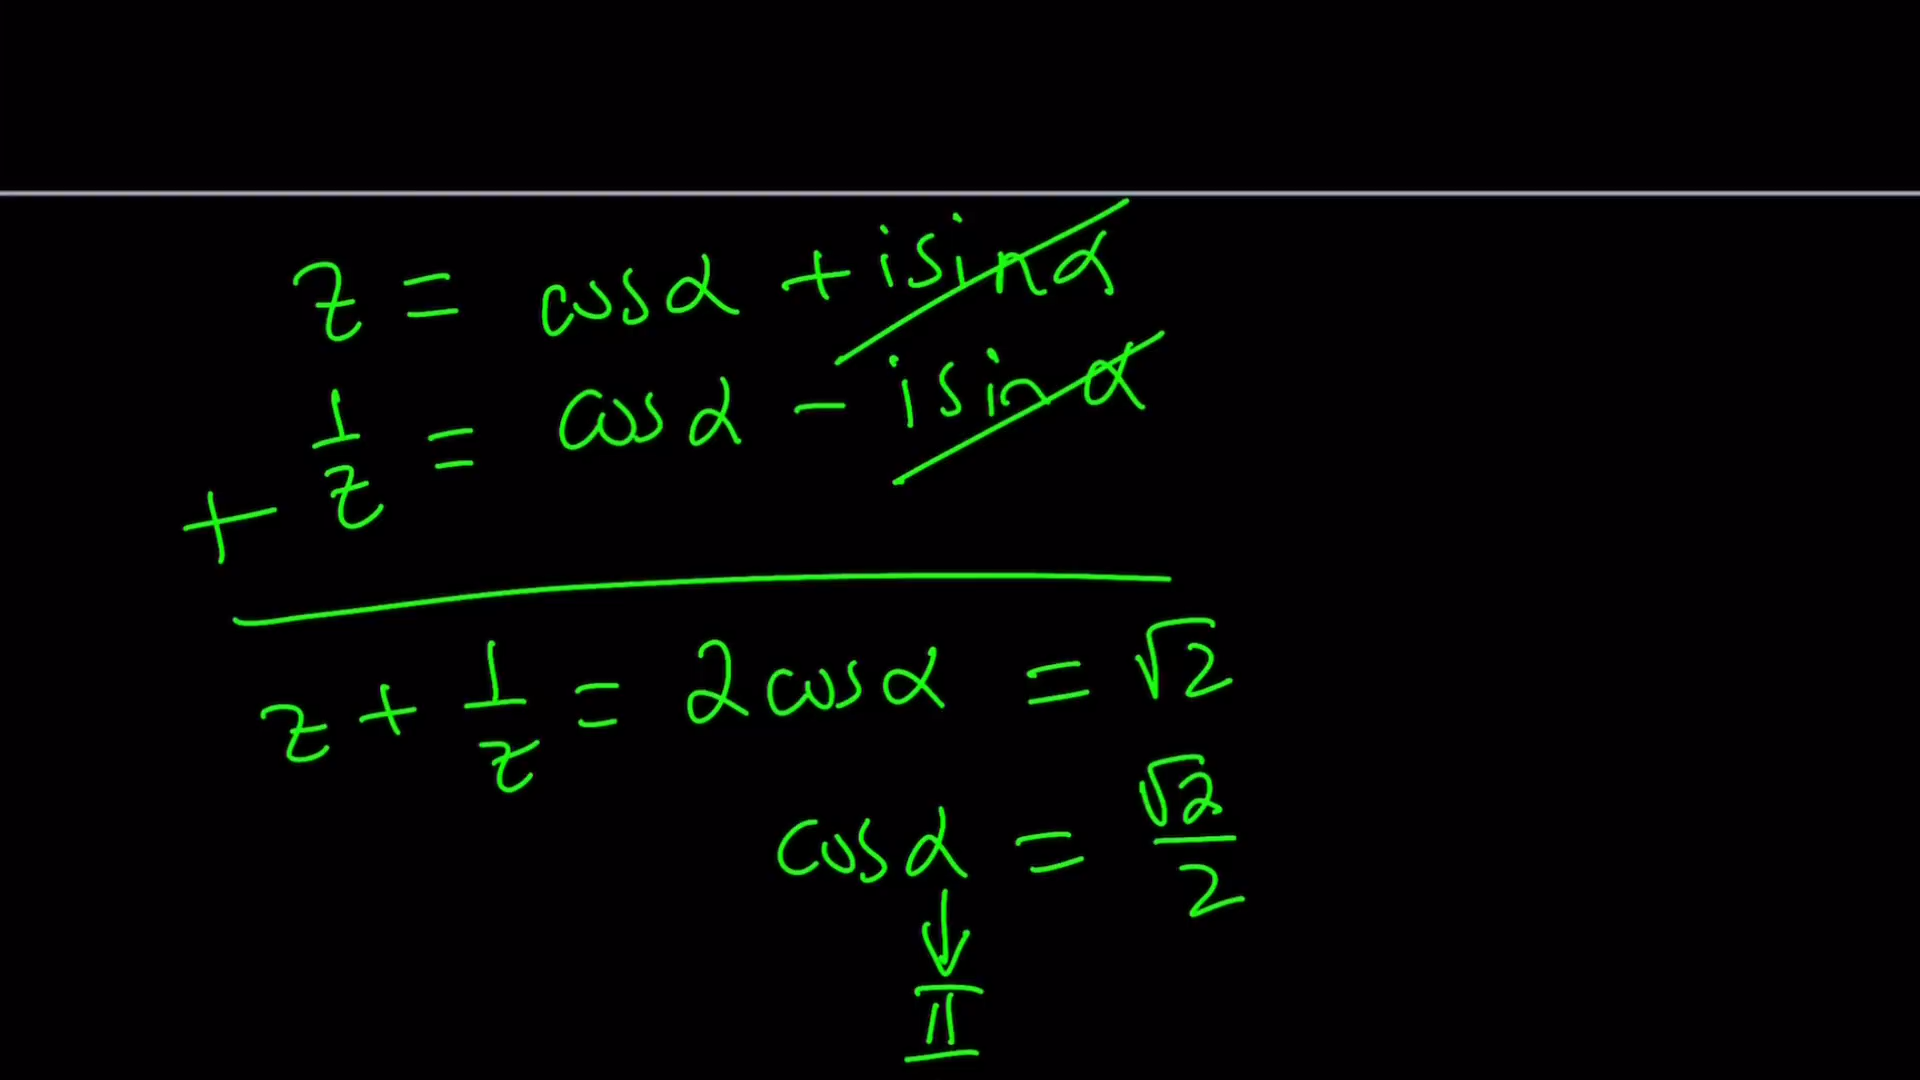 z = cosα + isinα
1/z = cosα - isinα
+
z + 1/z = 2cosα = √2
cosα = √2/2
↓
π